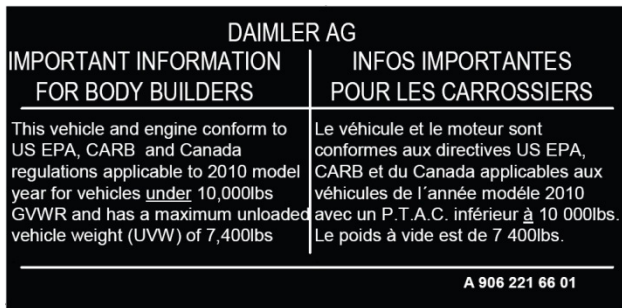 DAIMLER AG
IMPORTANT INFORMATION
FOR BODY BUILDERS
This vehicle and engine conform to
US EPA, CARB and Canada
regulations applicable to 2010 model
year for vehicles under 10,000lbs
GVWR and has a maximum unloaded
vehicle weight (UVW) of 7,400lbs
INFOS IMPORTANTES
POUR LES CARROSSIERS
Le véhicule et le moteur sont
conformes aux directives US EPA,
CARB et du Canada applicables aux
véhicules de l´année modéle 2010
avec un P.T.A.C. inférieur à 10 000lbs.
Le poids à vide est de 7 400lbs.
A 906 221 66 01